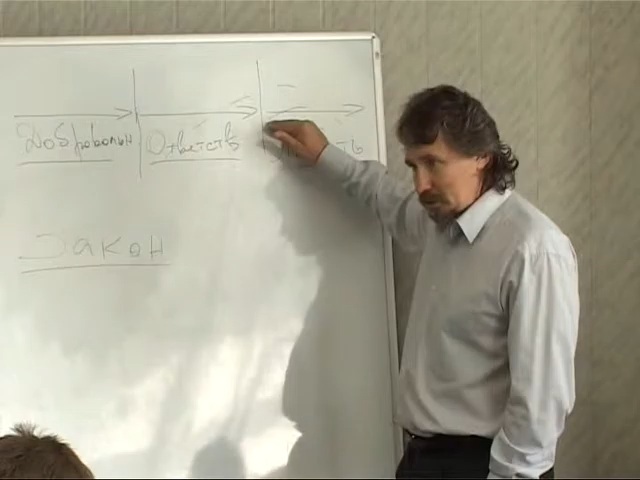 Добровольн Ответств
Закон